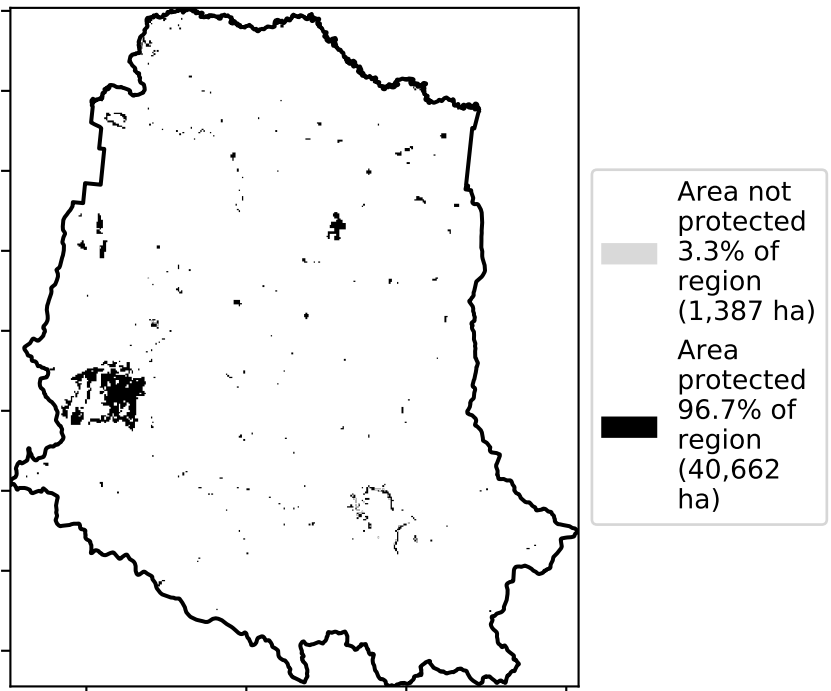 Area not
protected
3.3% of
region
(1,387 ha)
Area
protected
96.7% of
region
(40,662
ha)